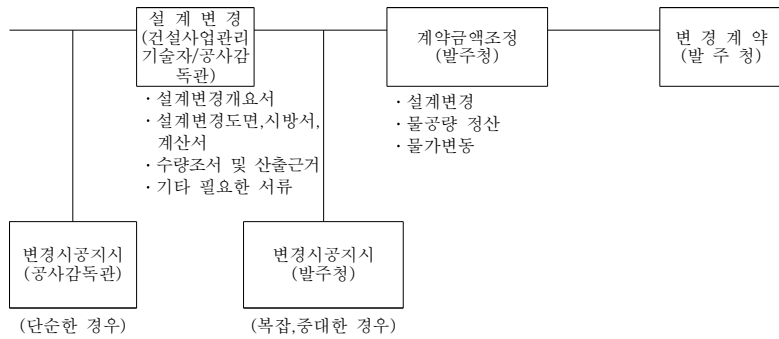 설 계 변 경
(건설사업관리
기술자/공사감
독관)
· 설계변경개요서
· 설계변경도면,시방서,
계산서
· 수량조서 및 산출근거
· 기타 필요한 서류
계약금액조정
(발주청)
· 설계변경
· 물공량 정산
· 물가변동
변 경 계 약
(발 주 청)
변경시공지시
(공사감독관)
(단순한 경우)
변경시공지시
(발주청)
(복잡,중대한 경우)